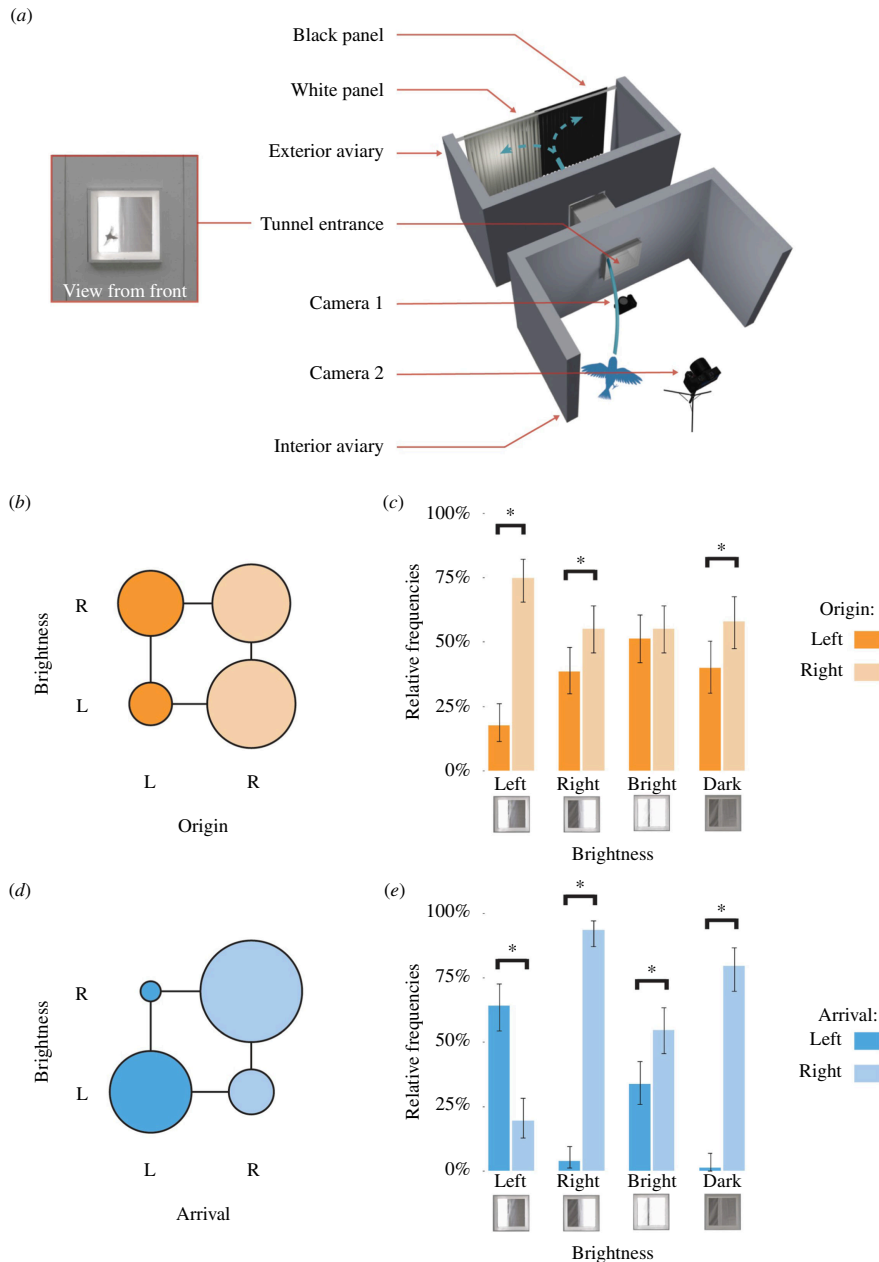 (a)
Black panel
White panel
Exterior aviary
Tunnel entrance
View from front
Camera 1
Camera 2
Interior aviary
(b)
Brightness
R
L
L R
Origin
(c)
Relative frequencies
100%
75%
50%
25%
0%
*
*
*
Left Right Bright Dark
Brightness
Origin:
Left
Right
(d)
Brightness
R
L
L R
Arrival
(e)
Relative frequencies
100%
75%
50%
25%
0%
*
*
*
*
Left Right Bright Dark
Brightness
Arrival:
Left
Right